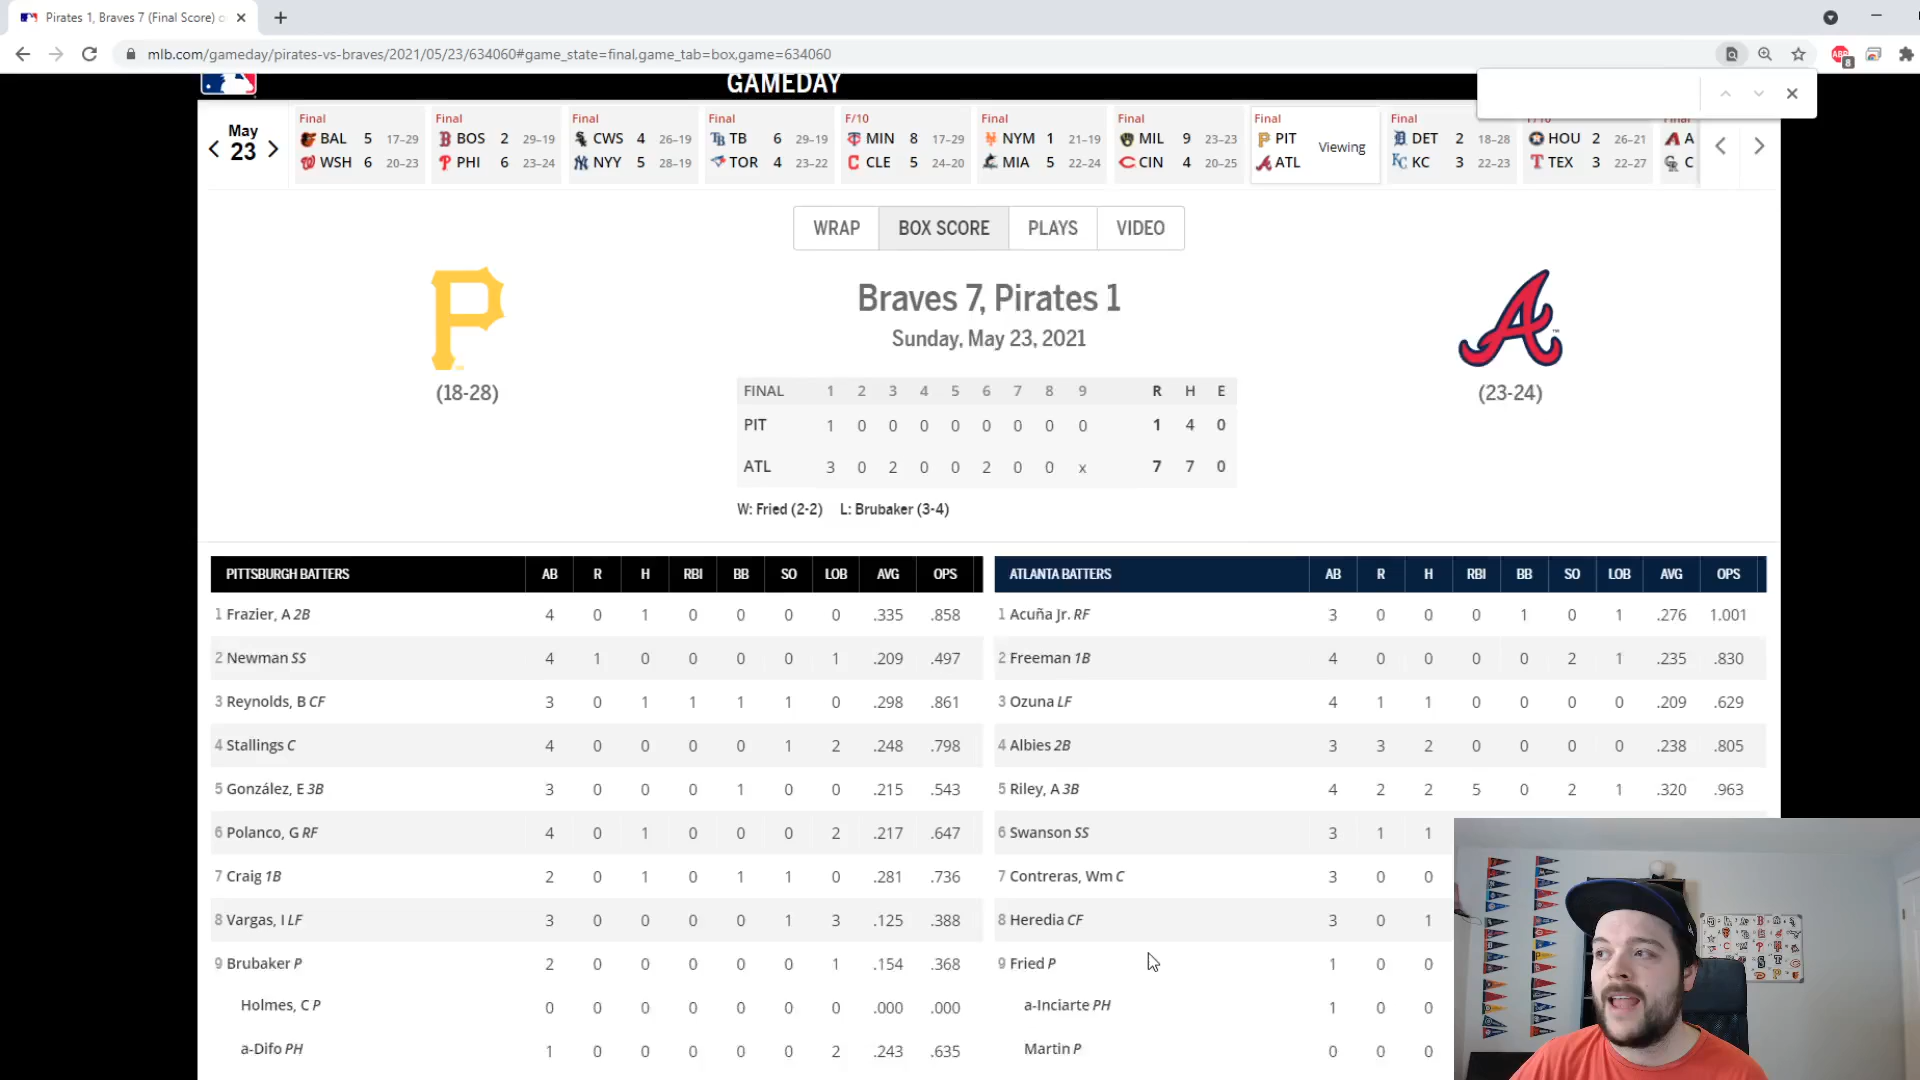 Pirates 1, Braves 7 (Final Score)
mlb.com/gameday/pirates-vs-braves/2021/05/23/634060#game_state=final,game_tab=box,game=634060
ABP 8
GAMEDAY
May 23
Final
BAL 5 17-29
WSH 6 20-23
Final
BOS 2 29-19
PHI 6 23-24
Final
CWS 4 26-19
NYY 5 28-19
Final
TB 6 29-19
TOR 4 23-22
F/10
MIN 8 17-29
CLE 5 24-20
Final
NYM 1 21-19
MIA 5 22-24
Final
MIL 9 23-23
CIN 4 20-25
Final
PIT
ATL
Viewing
Final
DET 2 18-28
KC 3 22-23
HOU 2 26-21
TEX 3 22-27
A
C
WRAP BOX SCORE PLAYS VIDEO
P
A
Braves 7, Pirates 1
Sunday, May 23, 2021
(18-28)
(23-24)
FINAL 1 2 3 4 5 6 7 8 9 R H E
PIT 1 0 0 0 0 0 0 0 0 1 4 0
ATL 3 0 2 0 0 2 0 0 x 7 7 0
W: Fried (2-2) L: Brubaker (3-4)
PITTSBURGH BATTERS AB R H RBI BB SO LOB AVG OPS
1 Frazier, A 2B 4 0 1 0 0 0 0 .335 .858
2 Newman SS 4 1 0 0 0 0 1 .209 .497
3 Reynolds, B CF 3 0 1 1 1 1 0 .298 .861
4 Stallings C 4 0 0 0 0 1 2 .248 .798
5 González, E 3B 3 0 0 0 1 0 0 .215 .543
6 Polanco, G RF 4 0 1 0 0 0 2 .217 .647
7 Craig 1B 2 0 1 0 1 1 0 .281 .736
8 Vargas, I LF 3 0 0 0 0 1 3 .125 .388
9 Brubaker P 2 0 0 0 0 0 1 .154 .368
Holmes, C P 0 0 0 0 0 0 0 .000 .000
a-Difo PH 1 0 0 0 0 0 2 .243 .635
ATLANTA BATTERS AB R H RBI BB SO LOB AVG OPS
1 Acuña Jr. RF 3 0 0 0 1 0 1 .276 1.001
2 Freeman 1B 4 0 0 0 0 2 1 .235 .830
3 Ozuna LF 4 1 1 0 0 0 0 .209 .629
4 Albies 2B 3 3 2 0 0 0 0 .238 .805
5 Riley, A 3B 4 2 2 5 0 2 1 .320 .963
6 Swanson SS 3 1 1
7 Contreras, Wm C 3 0 0
8 Heredia CF 3 0 1
9 Fried P 1 0 0
a-Inciarte PH 1 0 0
Martin P 0 0 0